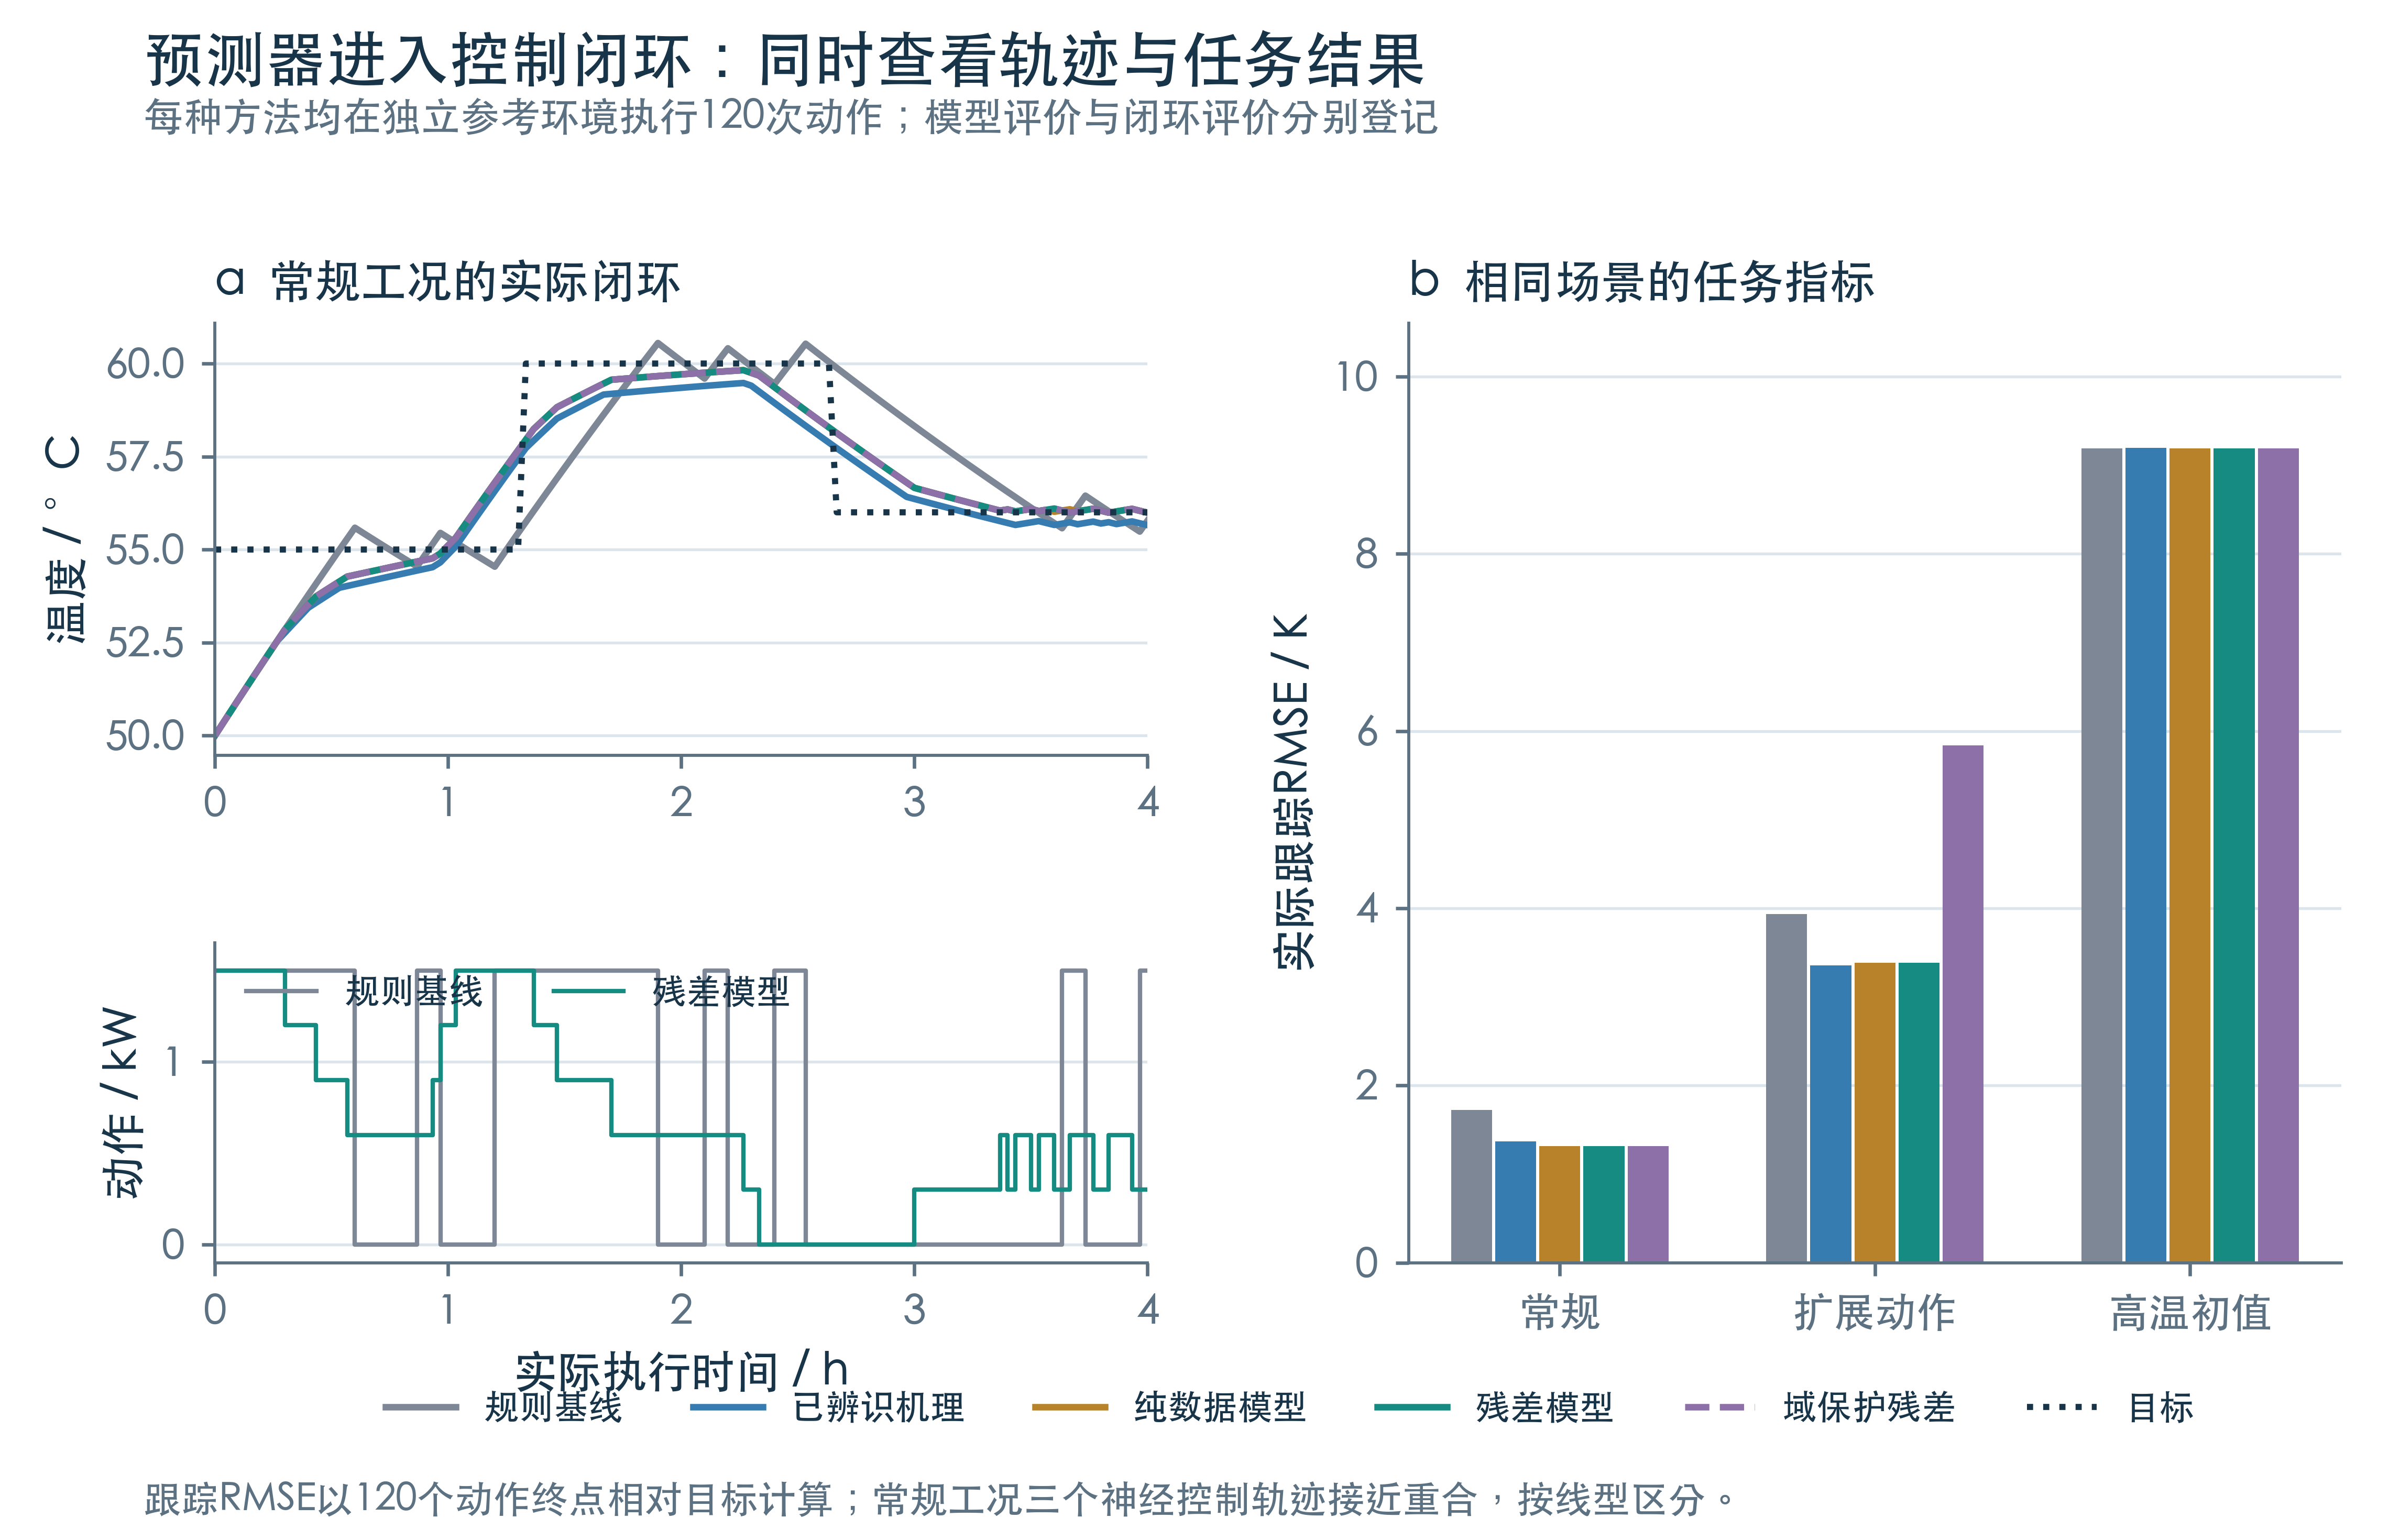 预测器进入控制闭环：同时查看轨迹与任务结果
每种方法均在独立参考环境执行120次动作；模型评价与闭环评价分别登记
a 常规工况的实际闭环
温度 / ° C
60.0
57.5
55.0
52.5
50.0
0 1 2 3 4
动作 / kW
规则基线 残差模型
1
0
0 1 2 3 4
实际执行时间 / h
b 相同场景的任务指标
实际跟踪RMSE / K
10
8
6
4
2
0
常规 扩展动作 高温初值
规则基线 已辨识机理 纯数据模型 残差模型 域保护残差 目标
跟踪RMSE以120个动作终点相对目标计算；常规工况三个神经控制轨迹接近重合，按线型区分。